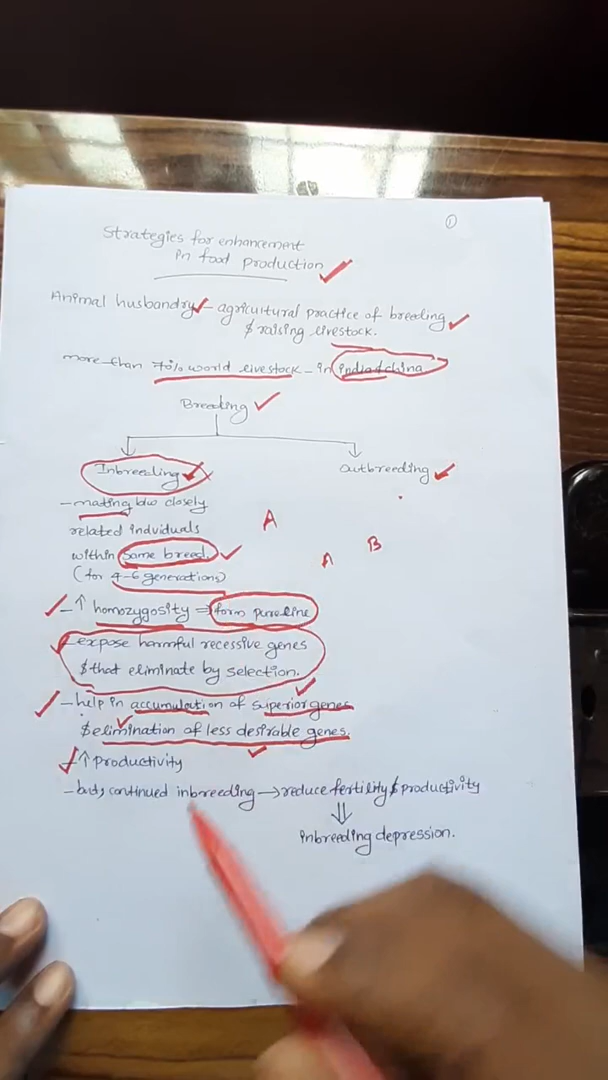 ①
Strategies for enhancement
in food production
Animal husbandry - agricultural practice of breeding
& raising livestock.
more than 70% world livestock - in India & china
Breeding
Inbreeding
Outbreeding
- mating b/w closely
related indviduals
within same breed.
(for 4-6 generations)
A
A B
- ↑ homozygosity ⇒ form pureline
- expose harmful recessive genes
& that eliminate by selection.
- help in accumulation of superior genes
& elimination of less desirable genes.
- ↑ productivity
- but, continued inbreeding → reduce fertility & productivity
⇓
inbreeding depression.